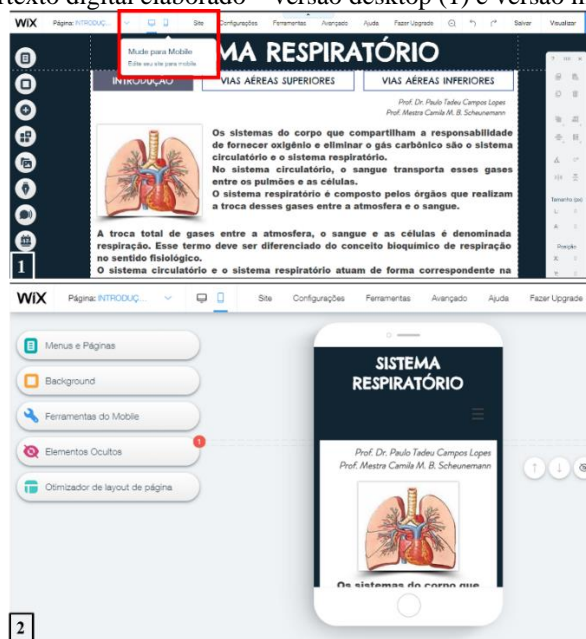 rtexto digital elaborado – versão desktop (1) e versão m
WiX Página: INTRODUÇ... Site Configurações Ferramentas Avançado Ajuda Fazer Upgrade Salvar Visualizar
Mude para Mobile
Edite seu site para mobile
MA RESPIRATÓRIO
INTRODUÇÃO VIAS AÉREAS SUPERIORES VIAS AÉREAS INFERIORES
Prof. Dr. Paulo Tadeu Campos Lopes
Prof. Mestra Camila M. B. Scheunemann
Os sistemas do corpo que compartilham a responsabilidade
de fornecer oxigênio e eliminar o gás carbônico são o sistema
circulatório e o sistema respiratório.
No sistema circulatório, o sangue transporta esses gases
entre os pulmões e as células.
O sistema respiratório é composto pelos órgãos que realizam
a troca desses gases entre a atmosfera e o sangue.
A troca total de gases entre a atmosfera, o sangue e as células é denominada
respiração. Esse termo deve ser diferenciado do conceito bioquímico de respiração
no sentido fisiológico.
O sistema circulatório e o sistema respiratório atuam de forma correspondente na
Tamanho (px)
Posição
1
WiX Página: INTRODUÇ... Site Configurações Ferramentas Avançado Ajuda Fazer Upgrade
Menus e Páginas
Background
Ferramentas do Mobile
Elementos Ocultos
1
Otimizador de layout de página
SISTEMA
RESPIRATÓRIO
Prof. Dr. Paulo Tadeu Campos Lopes
Prof. Mestra Camila M. B. Scheunemann
Os sistemas do corpo que
2